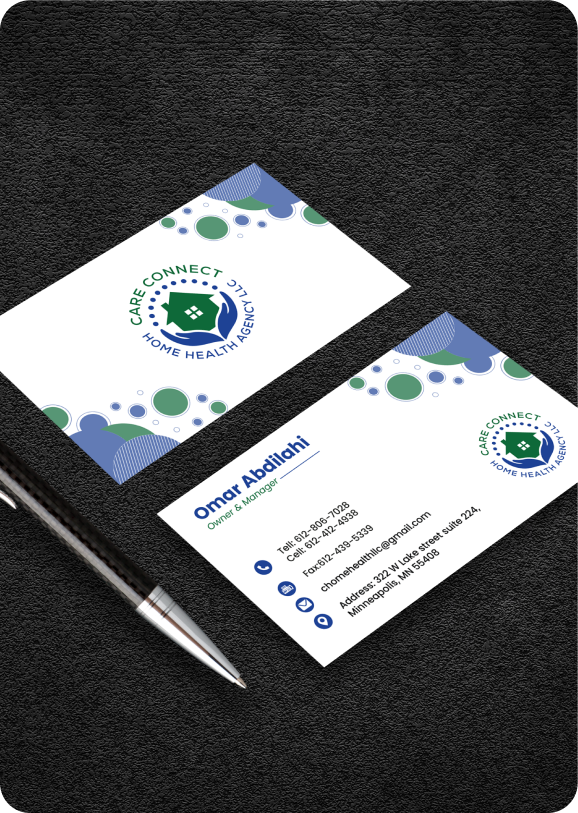 CARE CONNECT LLC
HOME HEALTH AGENCY
CARE CONNECT LLC
HOME HEALTH AGENCY
Omar Abdilahi
Owner & Manager
Tell: 612-806-7028
Cell: 612-412-4938
Fax:612-439-5339
chomehealthllc@gmail.com
Address: 322 W Lake street suite 224,
Minneapolis, MN 55408